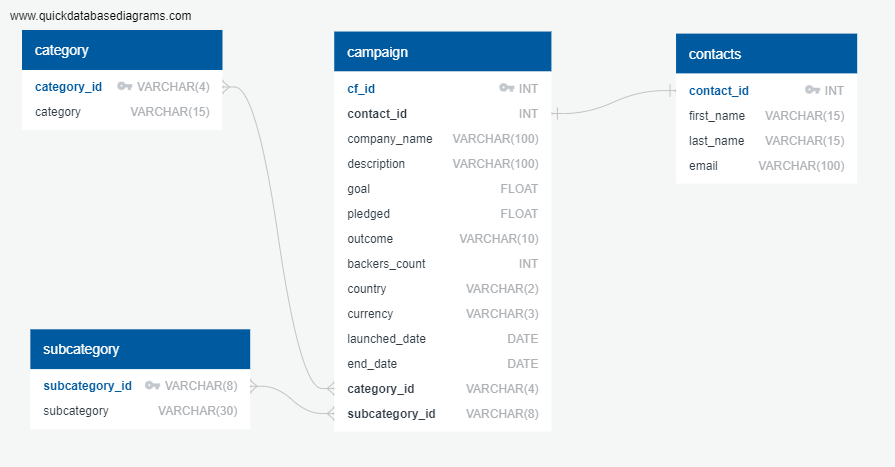 www.quickdatabasediagrams.com
category
category_id VARCHAR(4)
category VARCHAR(15)
campaign
cf_id INT
contact_id INT
company_name VARCHAR(100)
description VARCHAR(100)
goal FLOAT
pledged FLOAT
outcome VARCHAR(10)
backers_count INT
country VARCHAR(2)
currency VARCHAR(3)
launched_date DATE
end_date DATE
category_id VARCHAR(4)
subcategory_id VARCHAR(8)
contacts
contact_id INT
first_name VARCHAR(15)
last_name VARCHAR(15)
email VARCHAR(100)
subcategory
subcategory_id VARCHAR(8)
subcategory VARCHAR(30)